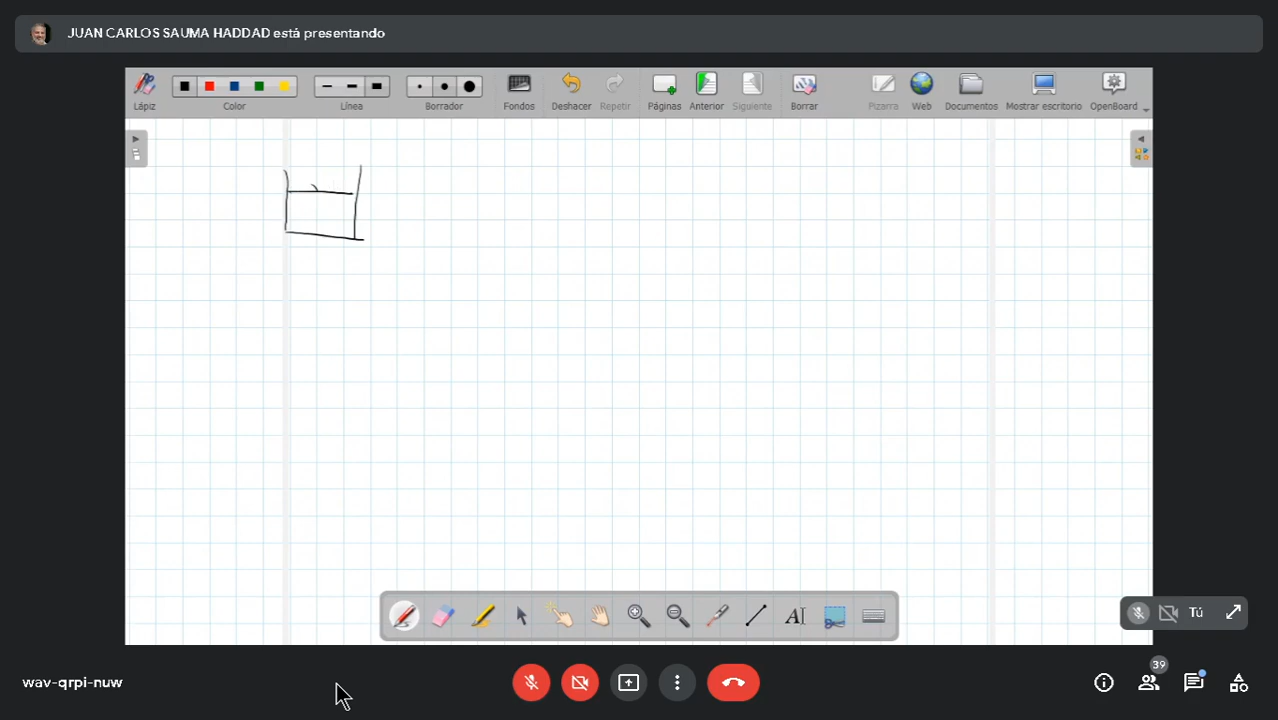 JUAN CARLOS SAUMA HADDAD está presentando
Lápiz
Color
Línea
Borrador
Fondos
Deshacer
Repetir
Páginas
Anterior
Siguiente
Borrar
Pizarra
Web
Documentos
Mostrar escritorio
OpenBoard
A
Tú
wav-qrpi-nuw
39